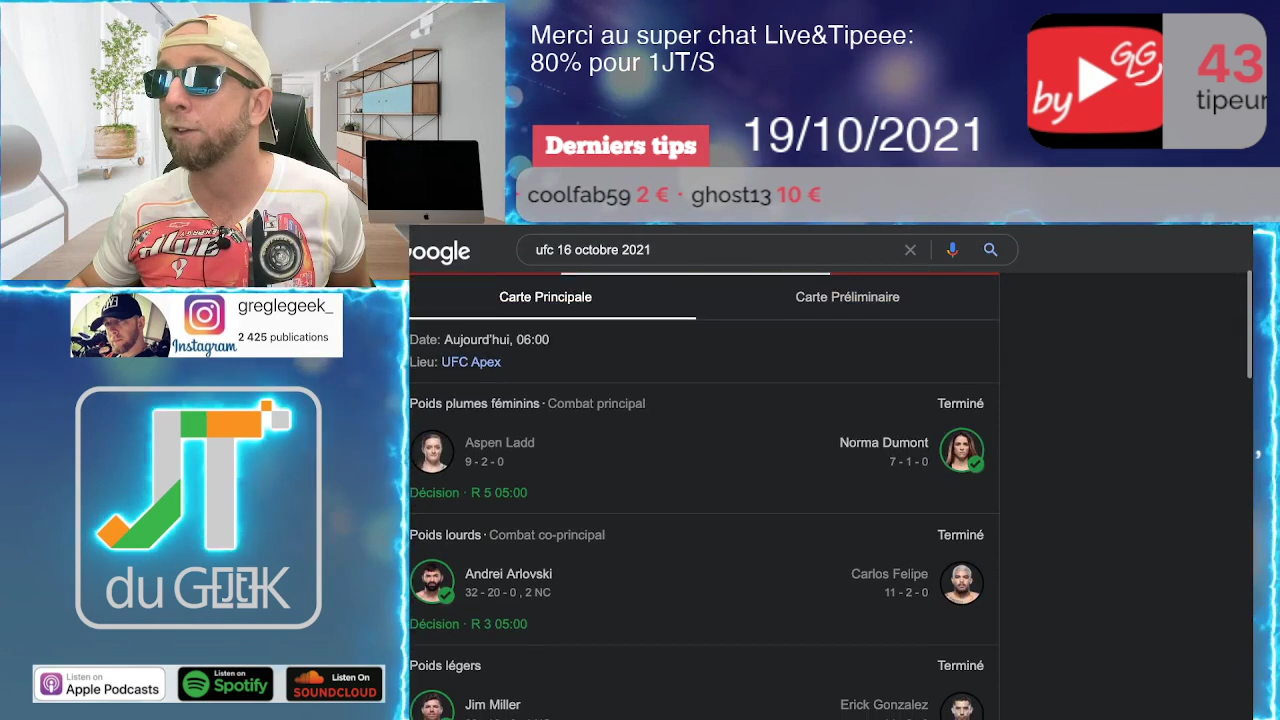 Merci au super chat Live&Tipeee:
80% pour 1JT/S
by GLG
43
tipeur
Derniers tips
19/10/2021
coolfab59 2 € · ghost13 10 €
oogle
ufc 16 octobre 2021
Carte Principale
Carte Préliminaire
Date: Aujourd'hui, 06:00
Lieu: UFC Apex
Poids plumes féminins · Combat principal
Terminé
Aspen Ladd
9 - 2 - 0
Norma Dumont
7 - 1 - 0
Décision · R 5 05:00
Poids lourds · Combat co-principal
Terminé
Andrei Arlovski
32 - 20 - 0 , 2 NC
Carlos Felipe
11 - 2 - 0
Décision · R 3 05:00
Poids légers
Terminé
Jim Miller
Erick Gonzalez
greglegeek_
2 425 publications
Instagram
JT
du GEEK
Listen on
Apple Podcasts
Listen on
Spotify
Listen On
SOUNDCLOUD